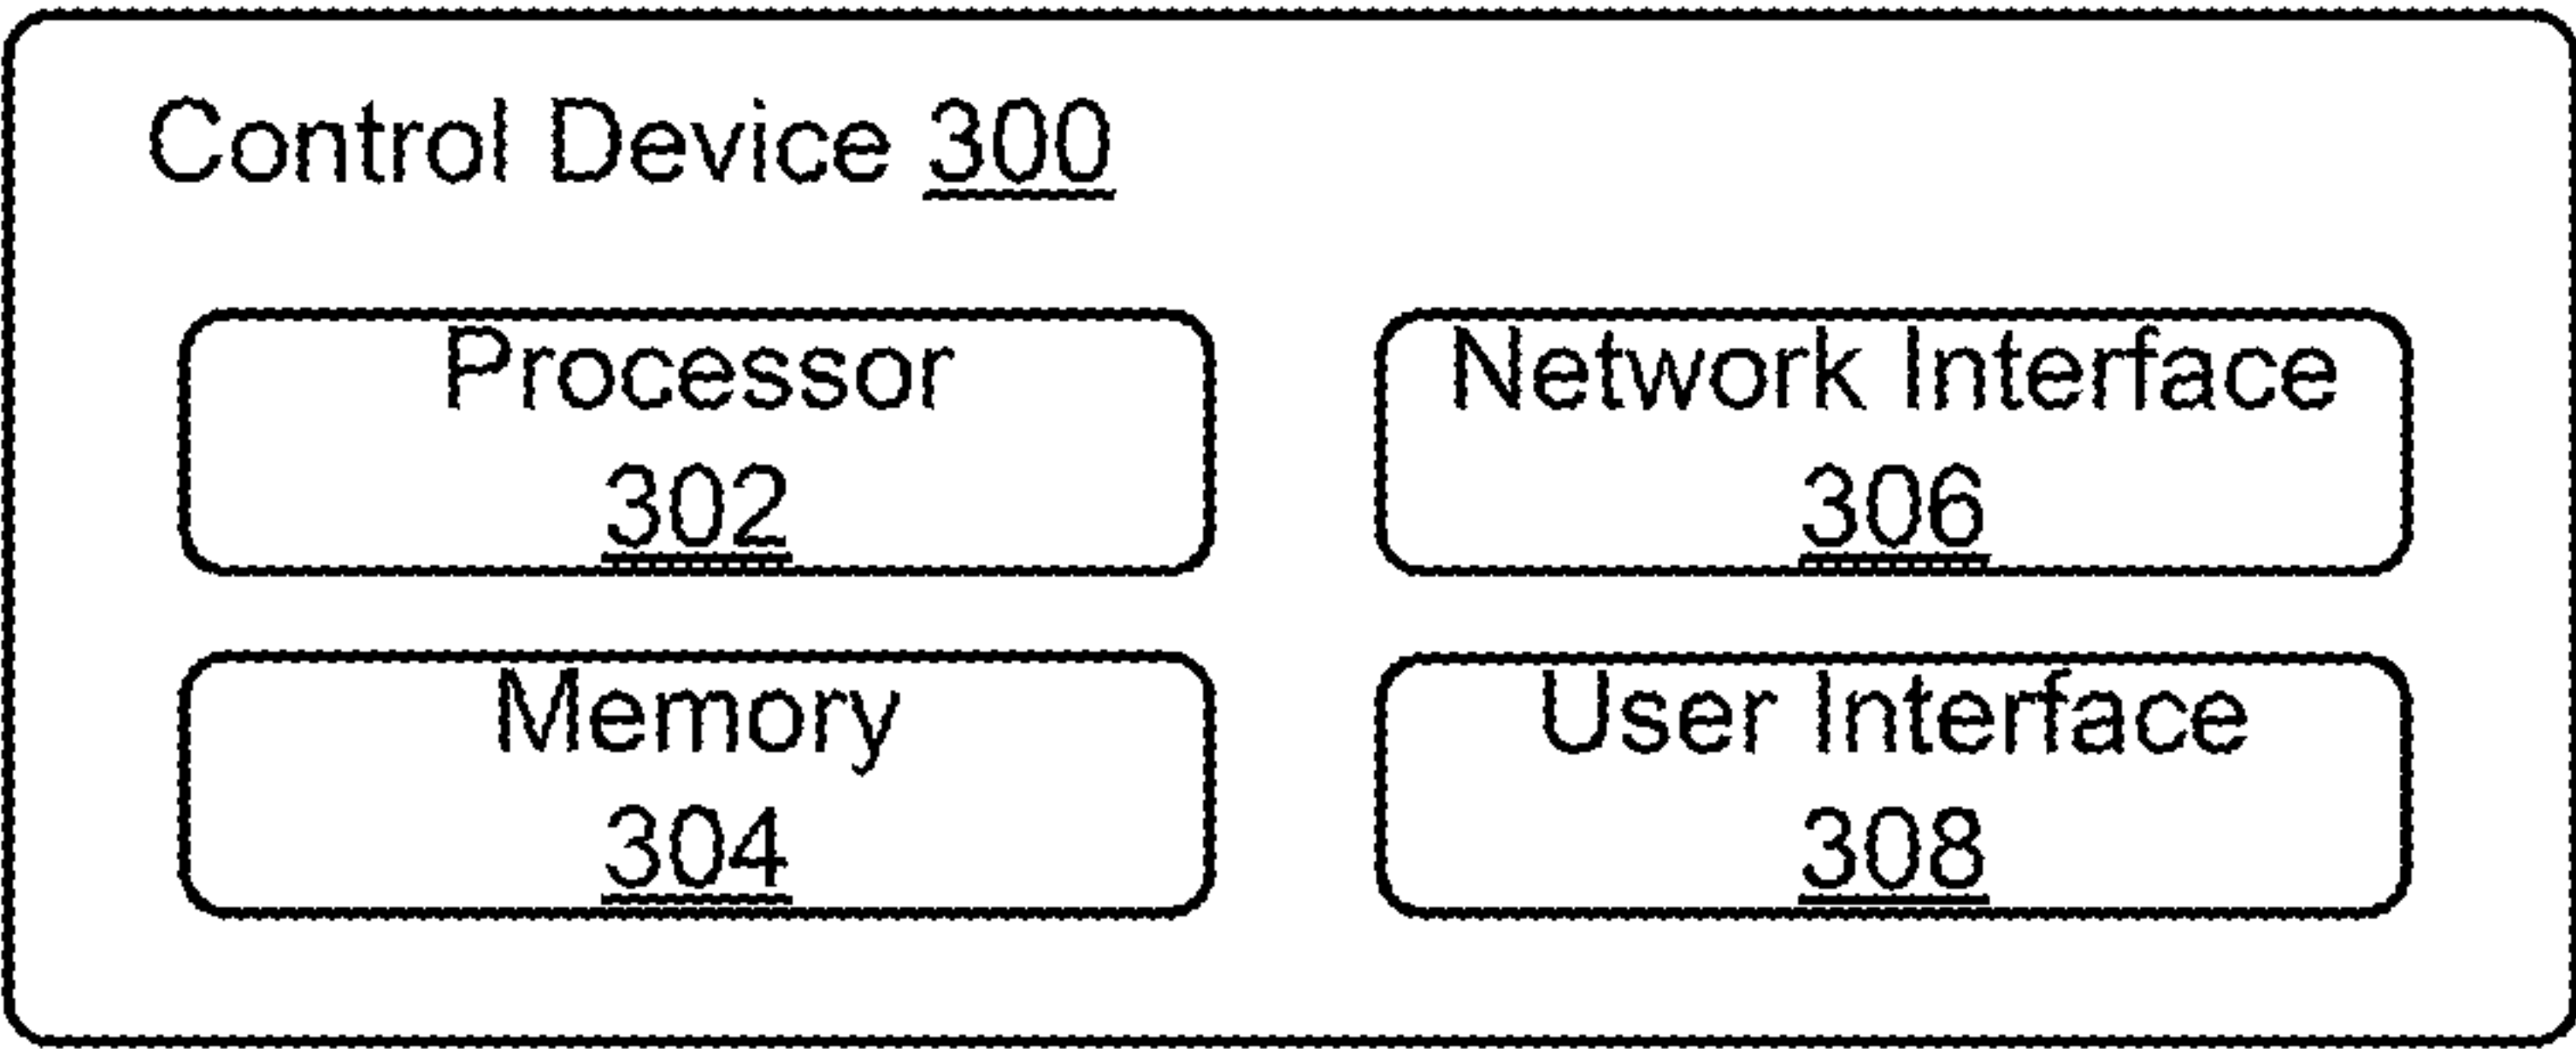 Control Device 300
Processor
302
Network Interface
306
Memory
304
User Interface
308